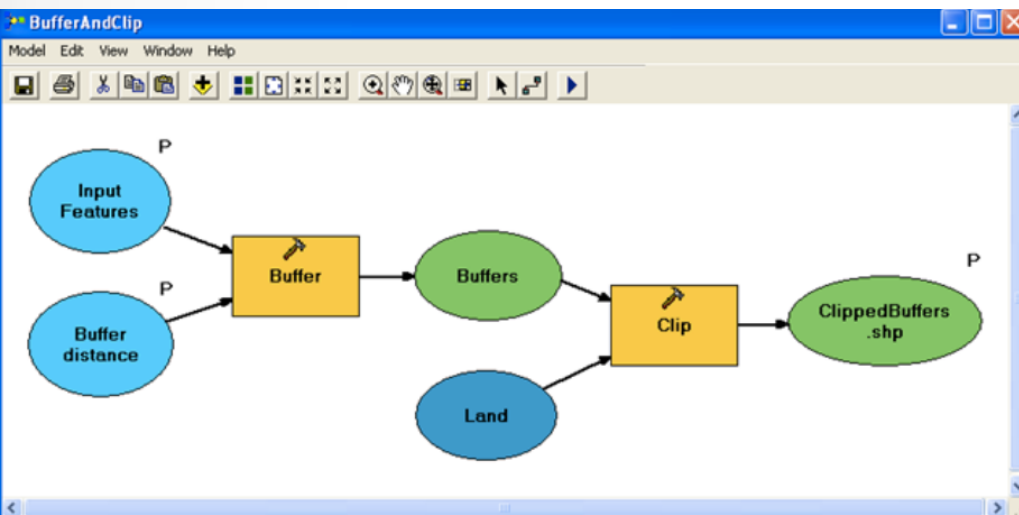 BufferAndClip
Model Edit View Window Help
P
Input
Features
P
Buffer
distance
Buffer
Buffers
Land
Clip
P
ClippedBuffers
.shp